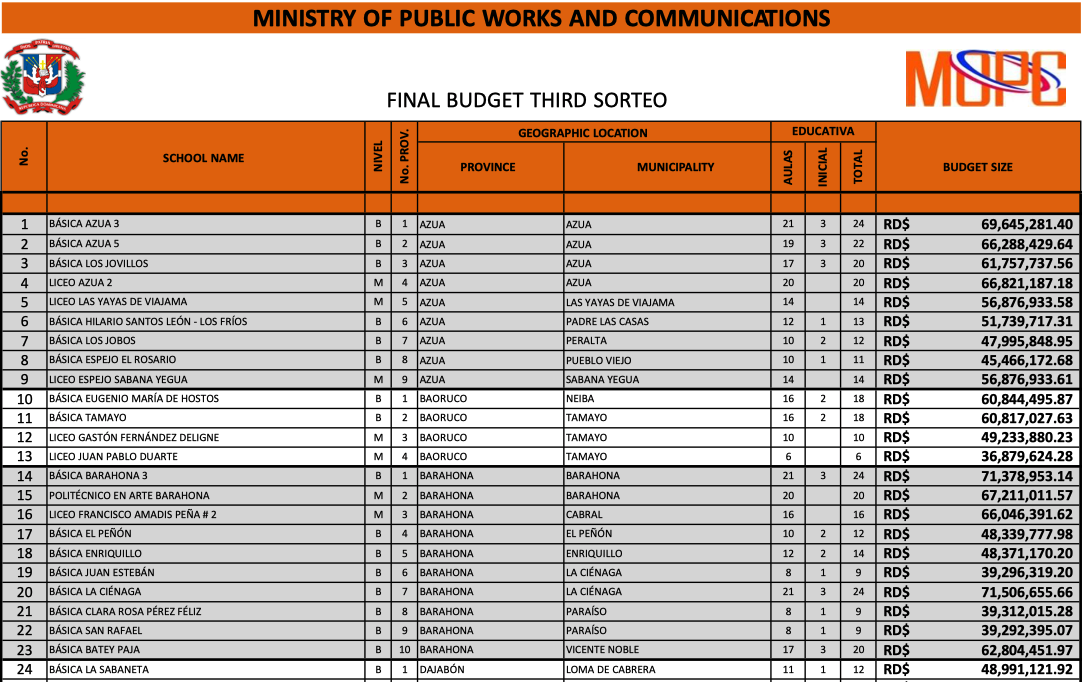 MINISTRY OF PUBLIC WORKS AND COMMUNICATIONS
MOPC
FINAL BUDGET THIRD SORTEO
No. SCHOOL NAME NIVEL No. PROV. GEOGRAPHIC LOCATION EDUCATIVA BUDGET SIZE
PROVINCE MUNICIPALITY AULAS INICIAL TOTAL
1 BÁSICA AZUA 3 B 1 AZUA AZUA 21 3 24 RD$ 69,645,281.40
2 BÁSICA AZUA 5 B 2 AZUA AZUA 19 3 22 RD$ 66,288,429.64
3 BÁSICA LOS JOVILLOS B 3 AZUA AZUA 17 3 20 RD$ 61,757,737.56
4 LICEO AZUA 2 M 4 AZUA AZUA 20 20 RD$ 66,821,187.18
5 LICEO LAS YAYAS DE VIAJAMA M 5 AZUA LAS YAYAS DE VIAJAMA 14 14 RD$ 56,876,933.58
6 BÁSICA HILARIO SANTOS LEÓN - LOS FRÍOS B 6 AZUA PADRE LAS CASAS 12 1 13 RD$ 51,739,717.31
7 BÁSICA LOS JOBOS B 7 AZUA PERALTA 10 2 12 RD$ 47,995,848.95
8 BÁSICA ESPEJO EL ROSARIO B 8 AZUA PUEBLO VIEJO 10 1 11 RD$ 45,466,172.68
9 LICEO ESPEJO SABANA YEGUA M 9 AZUA SABANA YEGUA 14 14 RD$ 56,876,933.61
10 BÁSICA EUGENIO MARÍA DE HOSTOS B 1 BAORUCO NEIBA 16 2 18 RD$ 60,844,495.87
11 BÁSICA TAMAYO B 2 BAORUCO TAMAYO 16 2 18 RD$ 60,817,027.63
12 LICEO GASTÓN FERNÁNDEZ DELIGNE M 3 BAORUCO TAMAYO 10 10 RD$ 49,233,880.23
13 LICEO JUAN PABLO DUARTE M 4 BAORUCO TAMAYO 6 6 RD$ 36,879,624.28
14 BÁSICA BARAHONA 3 B 1 BARAHONA BARAHONA 21 3 24 RD$ 71,378,953.14
15 POLITÉCNICO EN ARTE BARAHONA M 2 BARAHONA BARAHONA 20 20 RD$ 67,211,011.57
16 LICEO FRANCISCO AMADIS PEÑA # 2 M 3 BARAHONA CABRAL 16 16 RD$ 66,046,391.62
17 BÁSICA EL PEÑÓN B 4 BARAHONA EL PEÑÓN 10 2 12 RD$ 48,339,777.98
18 BÁSICA ENRIQUILLO B 5 BARAHONA ENRIQUILLO 12 2 14 RD$ 48,371,170.20
19 BÁSICA JUAN ESTEBÁN B 6 BARAHONA LA CIÉNAGA 8 1 9 RD$ 39,296,319.20
20 BÁSICA LA CIÉNAGA B 7 BARAHONA LA CIÉNAGA 21 3 24 RD$ 71,506,655.66
21 BÁSICA CLARA ROSA PÉREZ FÉLIZ B 8 BARAHONA PARAÍSO 8 1 9 RD$ 39,312,015.28
22 BÁSICA SAN RAFAEL B 9 BARAHONA PARAÍSO 8 1 9 RD$ 39,292,395.07
23 BÁSICA BATEY PAJA B 10 BARAHONA VICENTE NOBLE 17 3 20 RD$ 62,804,451.97
24 BÁSICA LA SABANETA B 1 DAJABÓN LOMA DE CABRERA 11 1 12 RD$ 48,991,121.92